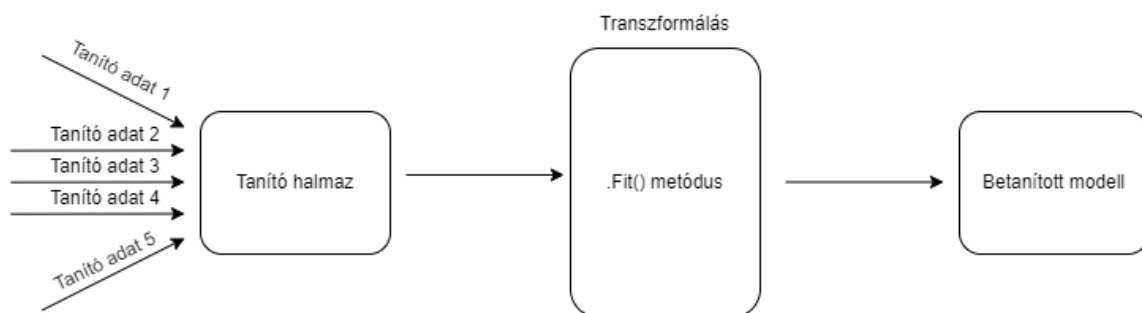 Transzformálás
Tanító adat 1
Tanító adat 2
Tanító adat 3
Tanító adat 4
Tanító adat 5
Tanító halmaz
.Fit() metódus
Betanított modell